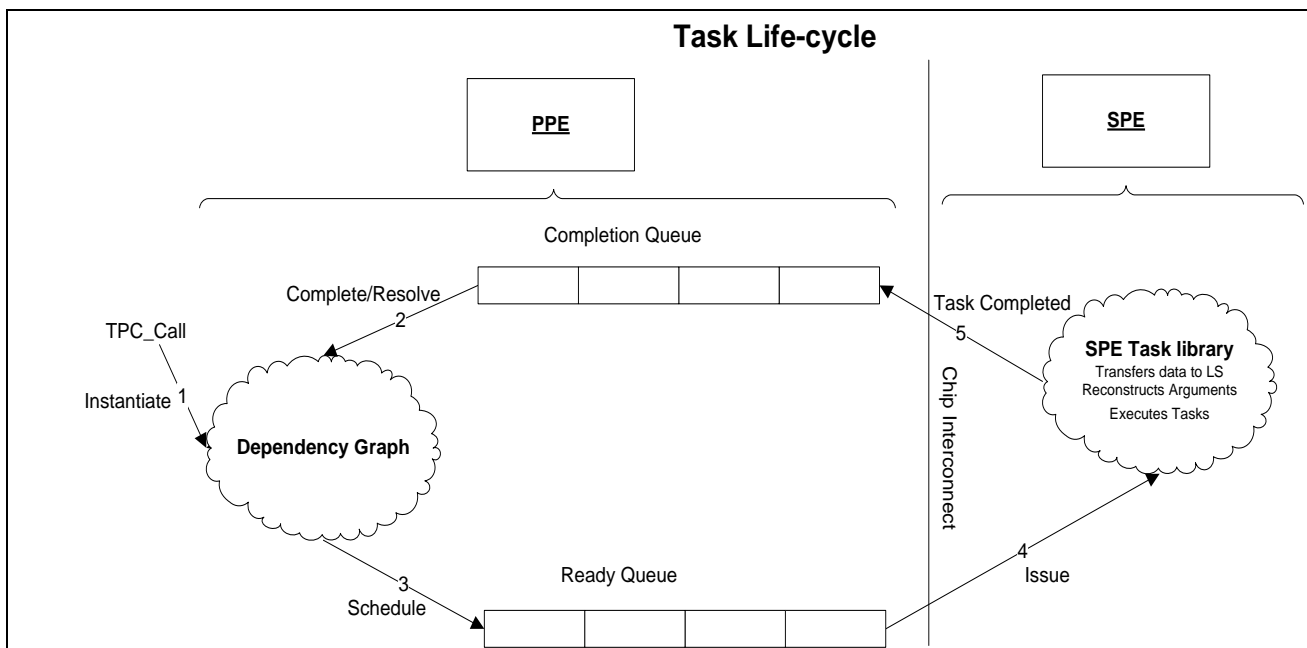 Task Life-cycle
PPE
SPE
Completion Queue
Complete/Resolve
2
Task Completed
5
TPC_Call
Instantiate 1
SPE Task library
Transfers data to LS
Reconstructs Arguments
Executes Tasks
Chip Interconnect
Dependency Graph
3
Schedule
Ready Queue
4
Issue